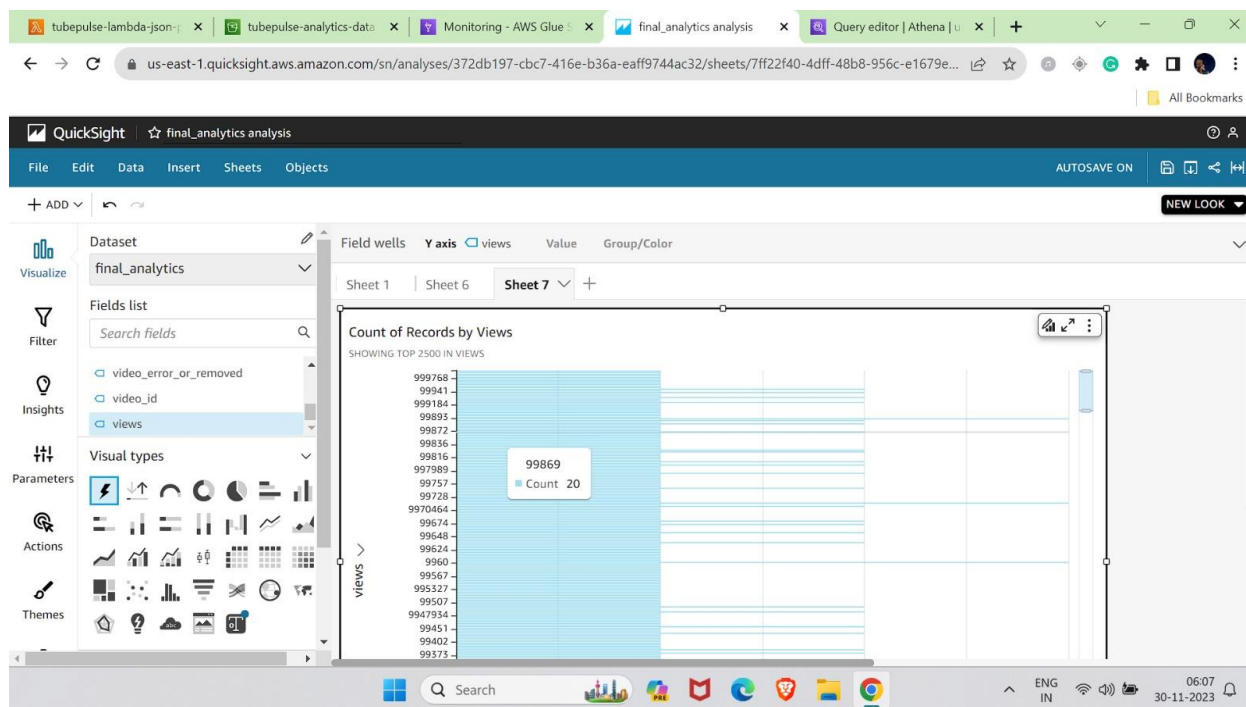 tubepulse-lambda-json-p
tubepulse-analytics-data
Monitoring - AWS Glue S
final_analytics analysis
Query editor | Athena | u
us-east-1.quicksight.aws.amazon.com/sn/analyses/372db197-cbc7-416e-b36a-eaff9744ac32/sheets/7ff22f40-4dff-48b8-956c-e1679e...
All Bookmarks
QuickSight final_analytics analysis
File Edit Data Insert Sheets Objects AUTOSAVE ON
+ ADD NEW LOOK
Visualize
Filter
Insights
Parameters
Actions
Themes
Dataset
final_analytics
Fields list
Search fields
video_error_or_removed
video_id
views
Visual types
Field wells Y axis views Value Group/Color
Sheet 1 Sheet 6 Sheet 7
Count of Records by Views
SHOWING TOP 2500 IN VIEWS
views
999768
99941
999184
99893
99872
99836
99816
997989
99757
99728
9970464
99674
99648
99624
9960
99567
995327
99507
9947934
99451
99402
99373
99869
Count 20
Search
PRE
ENG
IN
06:07
30-11-2023